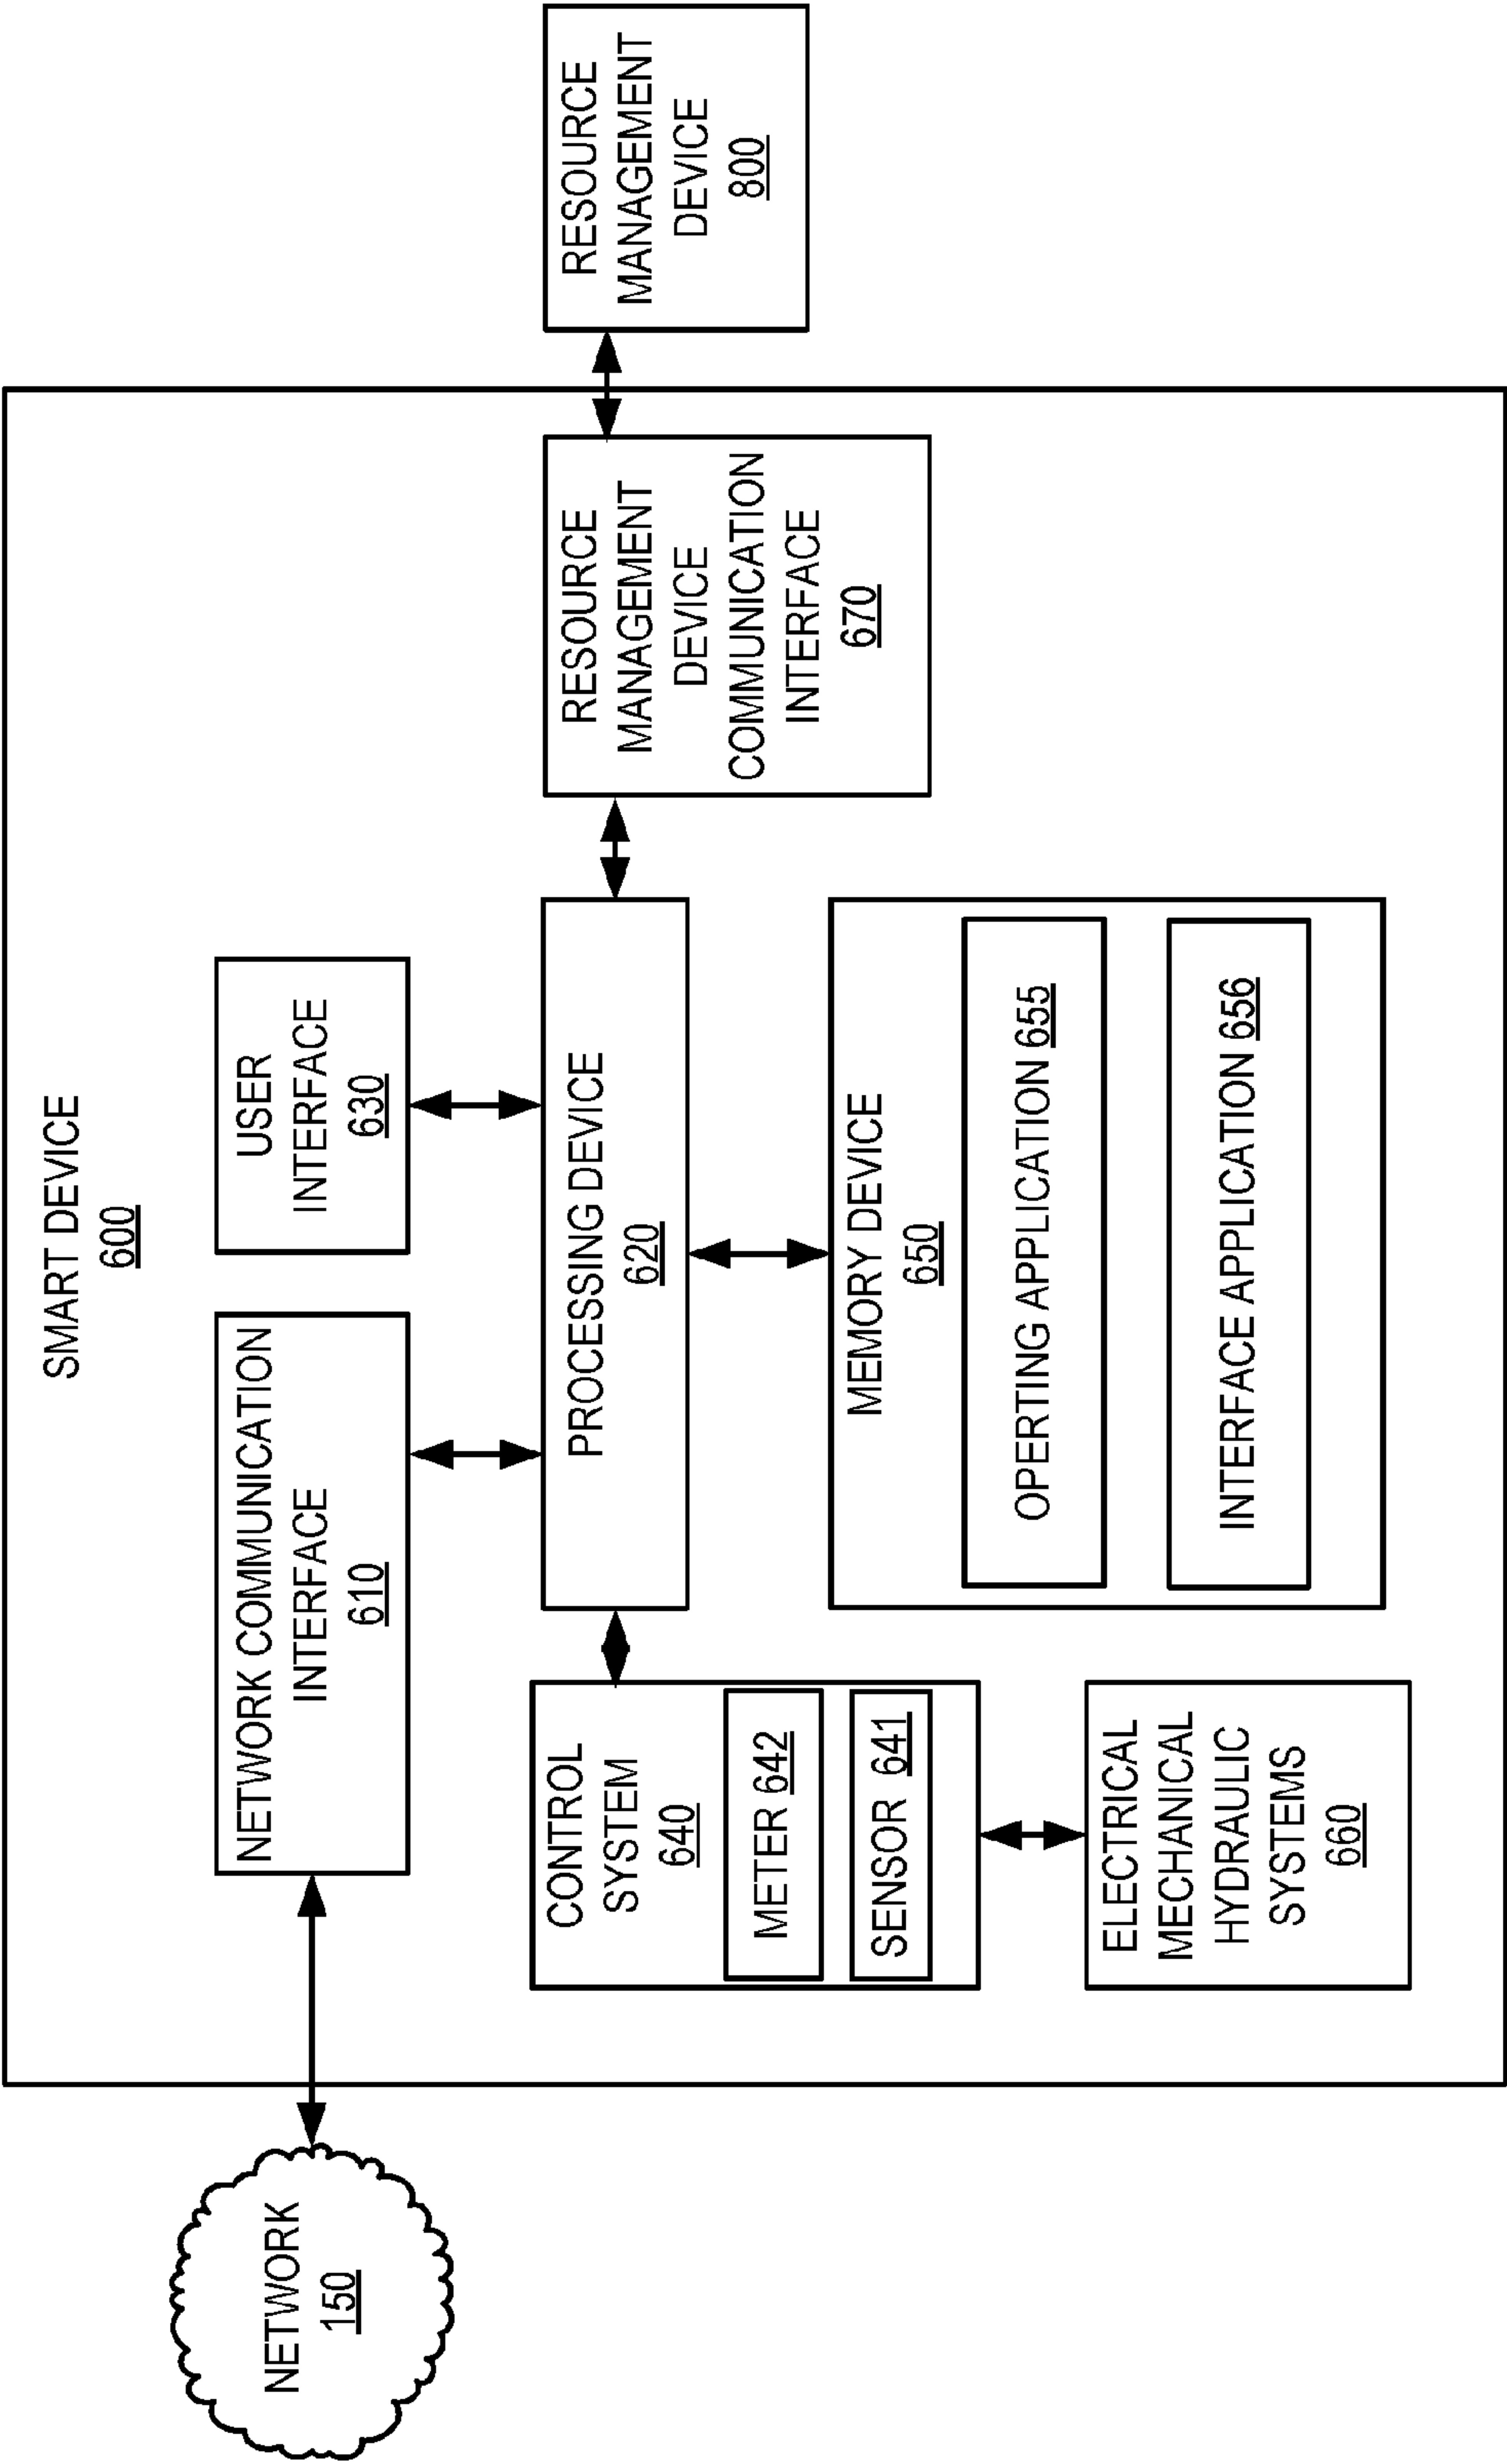 SMART DEVICE
600
NETWORK
150
NETWORK COMMUNICATION
INTERFACE
610
USER
INTERFACE
630
CONTROL
SYSTEM
640
METER 642
SENSOR 641
PROCESSING DEVICE
620
RESOURCE
MANAGEMENT
DEVICE
COMMUNICATION
INTERFACE
670
RESOURCE
MANAGEMENT
DEVICE
800
MEMORY DEVICE
650
OPERTING APPLICATION 655
INTERFACE APPLICATION 656
ELECTRICAL
MECHANICAL
HYDRAULIC
SYSTEMS
660